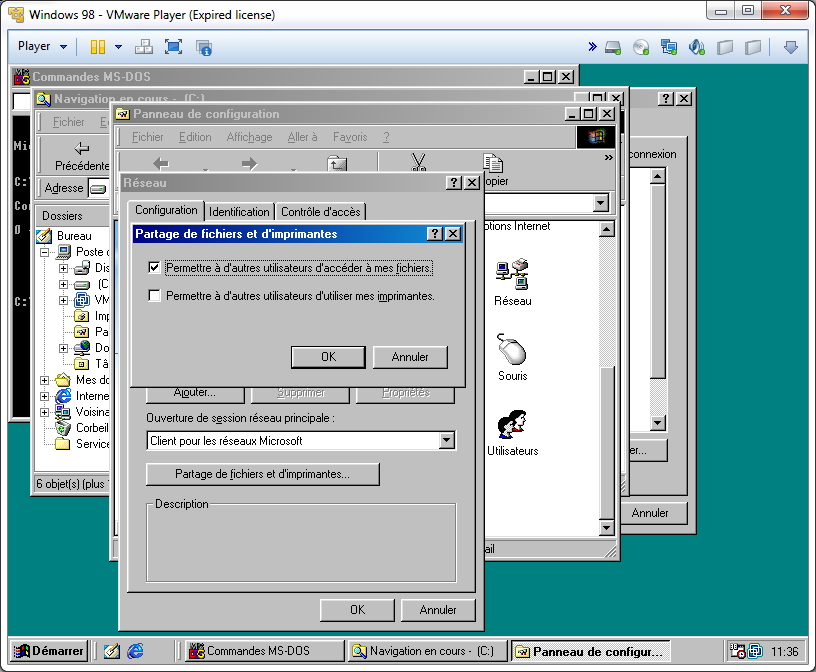 Windows 98 - VMware Player (Expired license)
Player
Commandes MS-DOS
Navigation en cours - (C:)
Panneau de configuration
Fichier
Fichier Edition Affichage Aller à Favoris ?
connexion
Précédente
opier
Adresse
Réseau
Dossiers
Configuration Identification Contrôle d'accès
ptions Internet
Partage de fichiers et d'imprimantes
Bureau
Poste
Permettre à d'autres utilisateurs d'accéder à mes fichiers.
Dis
(C
Permettre à d'autres utilisateurs d'utiliser mes imprimantes.
VM
Réseau
Imp
Pa
Do
OK Annuler
Tâ
Souris
Mes do
Internet
Ajouter... Supprimer Propriétés
Voisina
Ouverture de session réseau principale :
Corbeil
Service
Client pour les réseaux Microsoft
Utilisateurs
er...
Partage de fichiers et d'imprimantes...
6 objet(s) (plus
Description
Annuler
ail
OK Annuler
Démarrer
Commandes MS-DOS
Navigation en cours - (C:)
Panneau de configur...
11:36